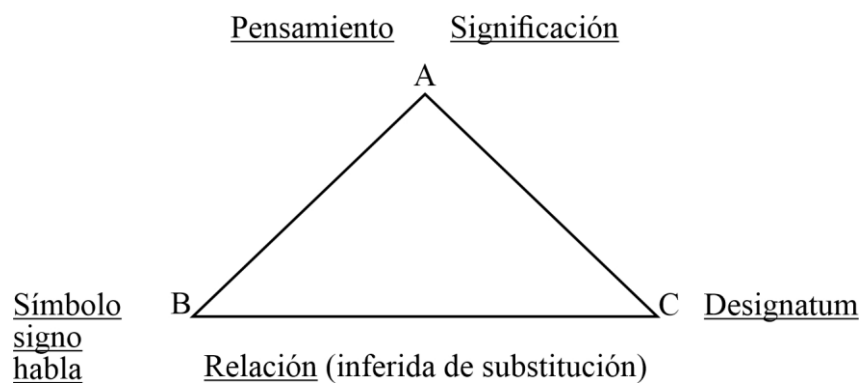 Pensamiento Significación
A
Símbolo B C Designatum
signo
habla Relación (inferida de substitución)